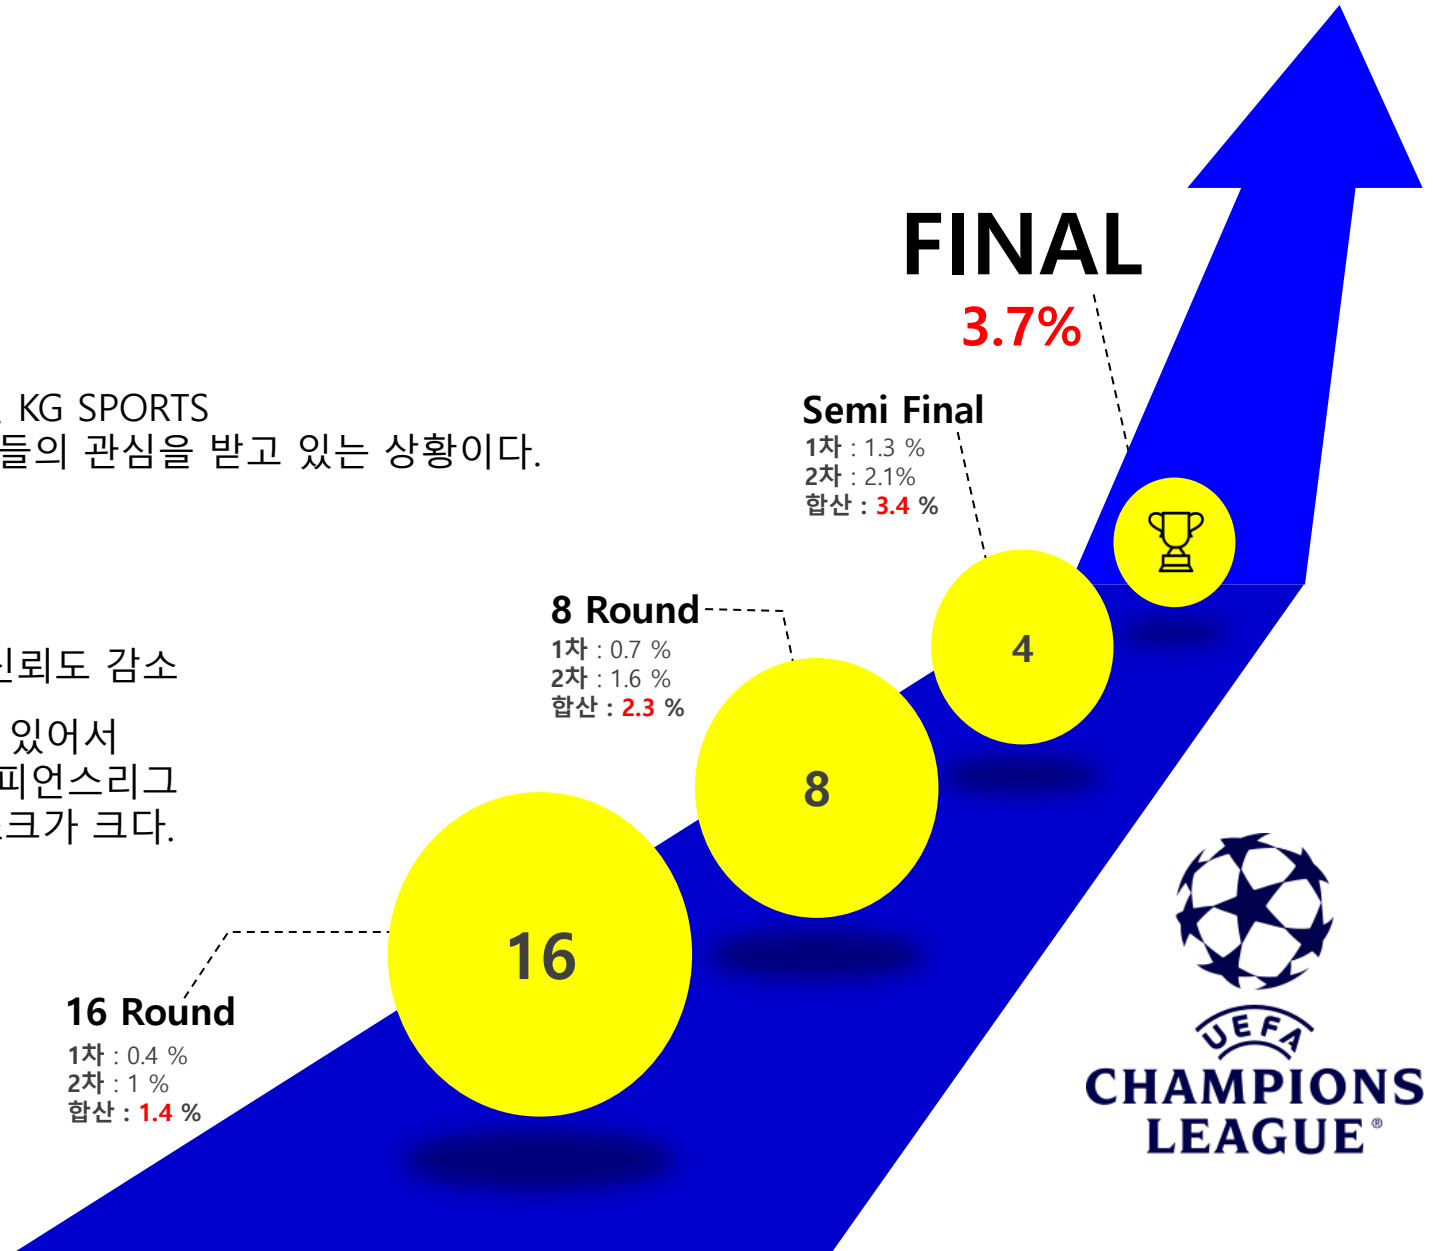 FINAL
3.7%
KG SPORTS
들의 관심을 받고 있는 상황이다.
Semi Final
1차 : 1.3 %
2차 : 2.1%
합산 : 3.4 %
8 Round
1차 : 0.7 %
2차 : 1.6 %
합산 : 2.3 %
4
신뢰도 감소
있어서
피언스리그
크가 크다.
8
16
16 Round
1차 : 0.4 %
2차 : 1 %
합산 : 1.4 %
UEFA
CHAMPIONS
LEAGUE®